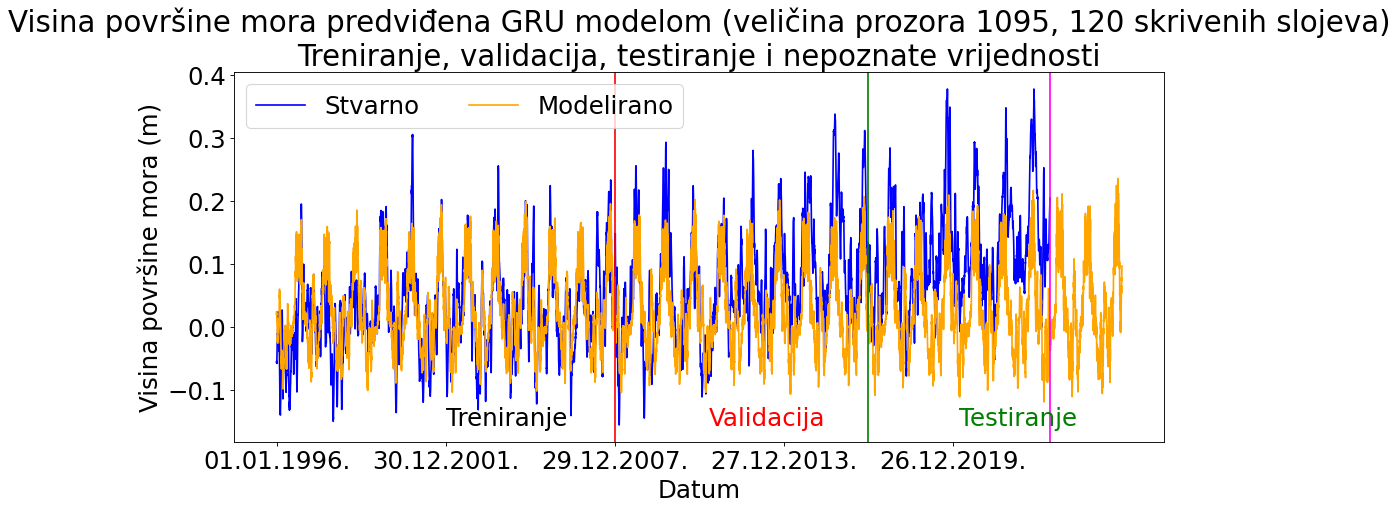 Visina površine mora predviđena GRU modelom (veličina prozora 1095, 120 skrivenih slojeva)
Treniranje, validacija, testiranje i nepoznate vrijednosti
Stvarno
Modelirano
Visina površine mora (m)
0.4
0.3
0.2
0.1
0.0
−0.1
Treniranje
Validacija
Testiranje
01.01.1996.
30.12.2001.
29.12.2007.
27.12.2013.
26.12.2019.
Datum